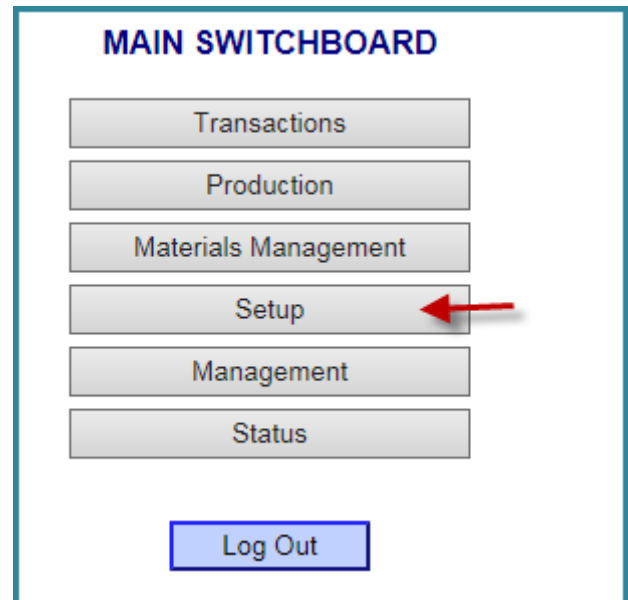 MAIN SWITCHBOARD
Transactions
Production
Materials Management
Setup
Management
Status
Log Out